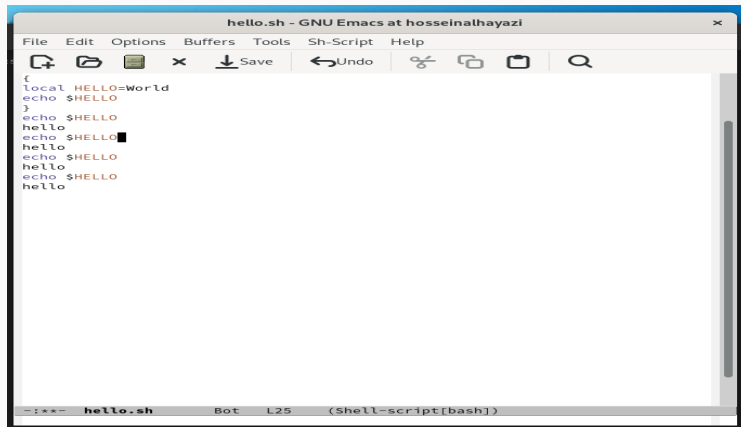 hello.sh - GNU Emacs at hosseinalhayazi
File Edit Options Buffers Tools Sh-Script Help
Save Undo
{
local HELLO=World
echo $HELLO
}
echo $HELLO
hello
echo $HELLO
hello
echo $HELLO
hello
echo $HELLO
hello
-:**- hello.sh Bot L25 (Shell-script[bash])